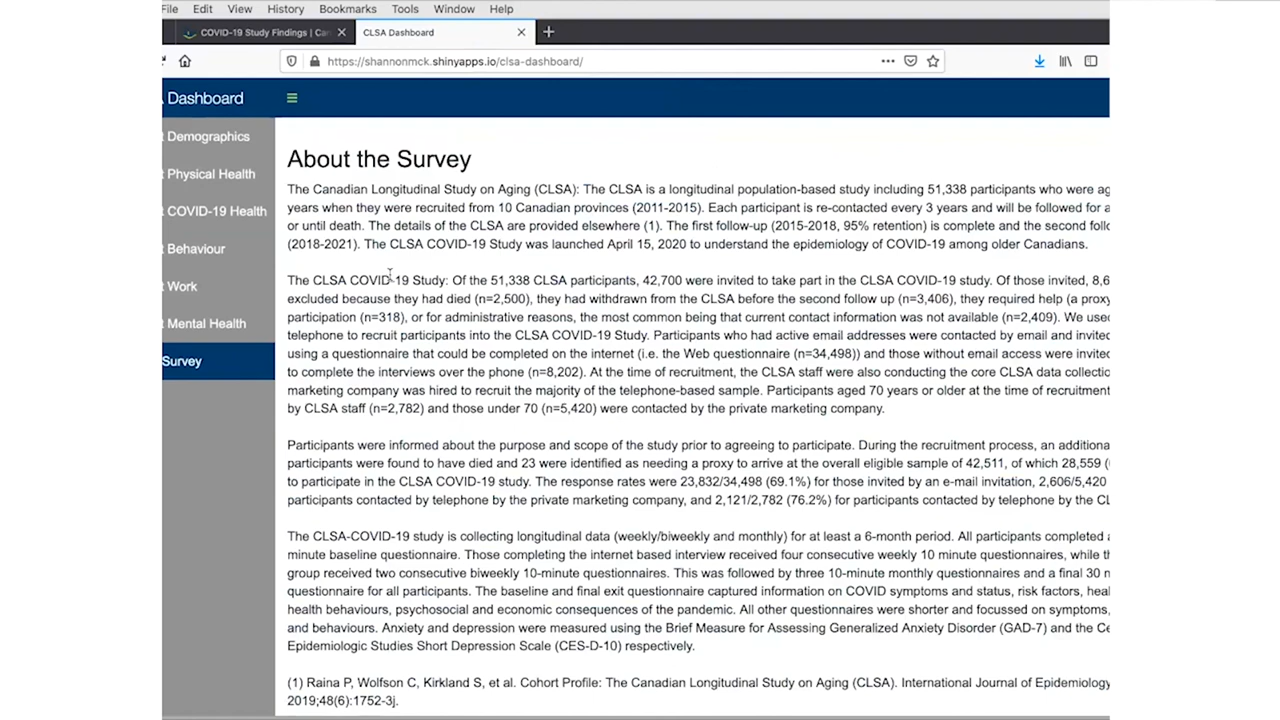 File Edit View History Bookmarks Tools Window Help
COVID-19 Study Findings | Can
CLSA Dashboard
https://shannonmck.shinyapps.io/clsa-dashboard/
Dashboard
Demographics
Physical Health
COVID-19 Health
Behaviour
Work
Mental Health
Survey
About the Survey
The Canadian Longitudinal Study on Aging (CLSA): The CLSA is a longitudinal population-based study including 51,338 participants who were ag
years when they were recruited from 10 Canadian provinces (2011-2015). Each participant is re-contacted every 3 years and will be followed for a
or until death. The details of the CLSA are provided elsewhere (1). The first follow-up (2015-2018, 95% retention) is complete and the second follo
(2018-2021). The CLSA COVID-19 Study was launched April 15, 2020 to understand the epidemiology of COVID-19 among older Canadians.
The CLSA COVID-19 Study: Of the 51,338 CLSA participants, 42,700 were invited to take part in the CLSA COVID-19 study. Of those invited, 8,6
excluded because they had died (n=2,500), they had withdrawn from the CLSA before the second follow up (n=3,406), they required help (a proxy
participation (n=318), or for administrative reasons, the most common being that current contact information was not available (n=2,409). We used
telephone to recruit participants into the CLSA COVID-19 Study. Participants who had active email addresses were contacted by email and invited
using a questionnaire that could be completed on the internet (i.e. the Web questionnaire (n=34,498)) and those without email access were invited
to complete the interviews over the phone (n=8,202). At the time of recruitment, the CLSA staff were also conducting the core CLSA data collectio
marketing company was hired to recruit the majority of the telephone-based sample. Participants aged 70 years or older at the time of recruitment
by CLSA staff (n=2,782) and those under 70 (n=5,420) were contacted by the private marketing company.
Participants were informed about the purpose and scope of the study prior to agreeing to participate. During the recruitment process, an additiona
participants were found to have died and 23 were identified as needing a proxy to arrive at the overall eligible sample of 42,511, of which 28,559 (
to participate in the CLSA COVID-19 study. The response rates were 23,832/34,498 (69.1%) for those invited by an e-mail invitation, 2,606/5,420
participants contacted by telephone by the private marketing company, and 2,121/2,782 (76.2%) for participants contacted by telephone by the CL
The CLSA-COVID-19 study is collecting longitudinal data (weekly/biweekly and monthly) for at least a 6-month period. All participants completed a
minute baseline questionnaire. Those completing the internet based interview received four consecutive weekly 10 minute questionnaires, while th
group received two consecutive biweekly 10-minute questionnaires. This was followed by three 10-minute monthly questionnaires and a final 30 m
questionnaire for all participants. The baseline and final exit questionnaire captured information on COVID symptoms and status, risk factors, heal
health behaviours, psychosocial and economic consequences of the pandemic. All other questionnaires were shorter and focussed on symptoms,
and behaviours. Anxiety and depression were measured using the Brief Measure for Assessing Generalized Anxiety Disorder (GAD-7) and the Ce
Epidemiologic Studies Short Depression Scale (CES-D-10) respectively.
(1) Raina P, Wolfson C, Kirkland S, et al. Cohort Profile: The Canadian Longitudinal Study on Aging (CLSA). International Journal of Epidemiology
2019;48(6):1752-3j.